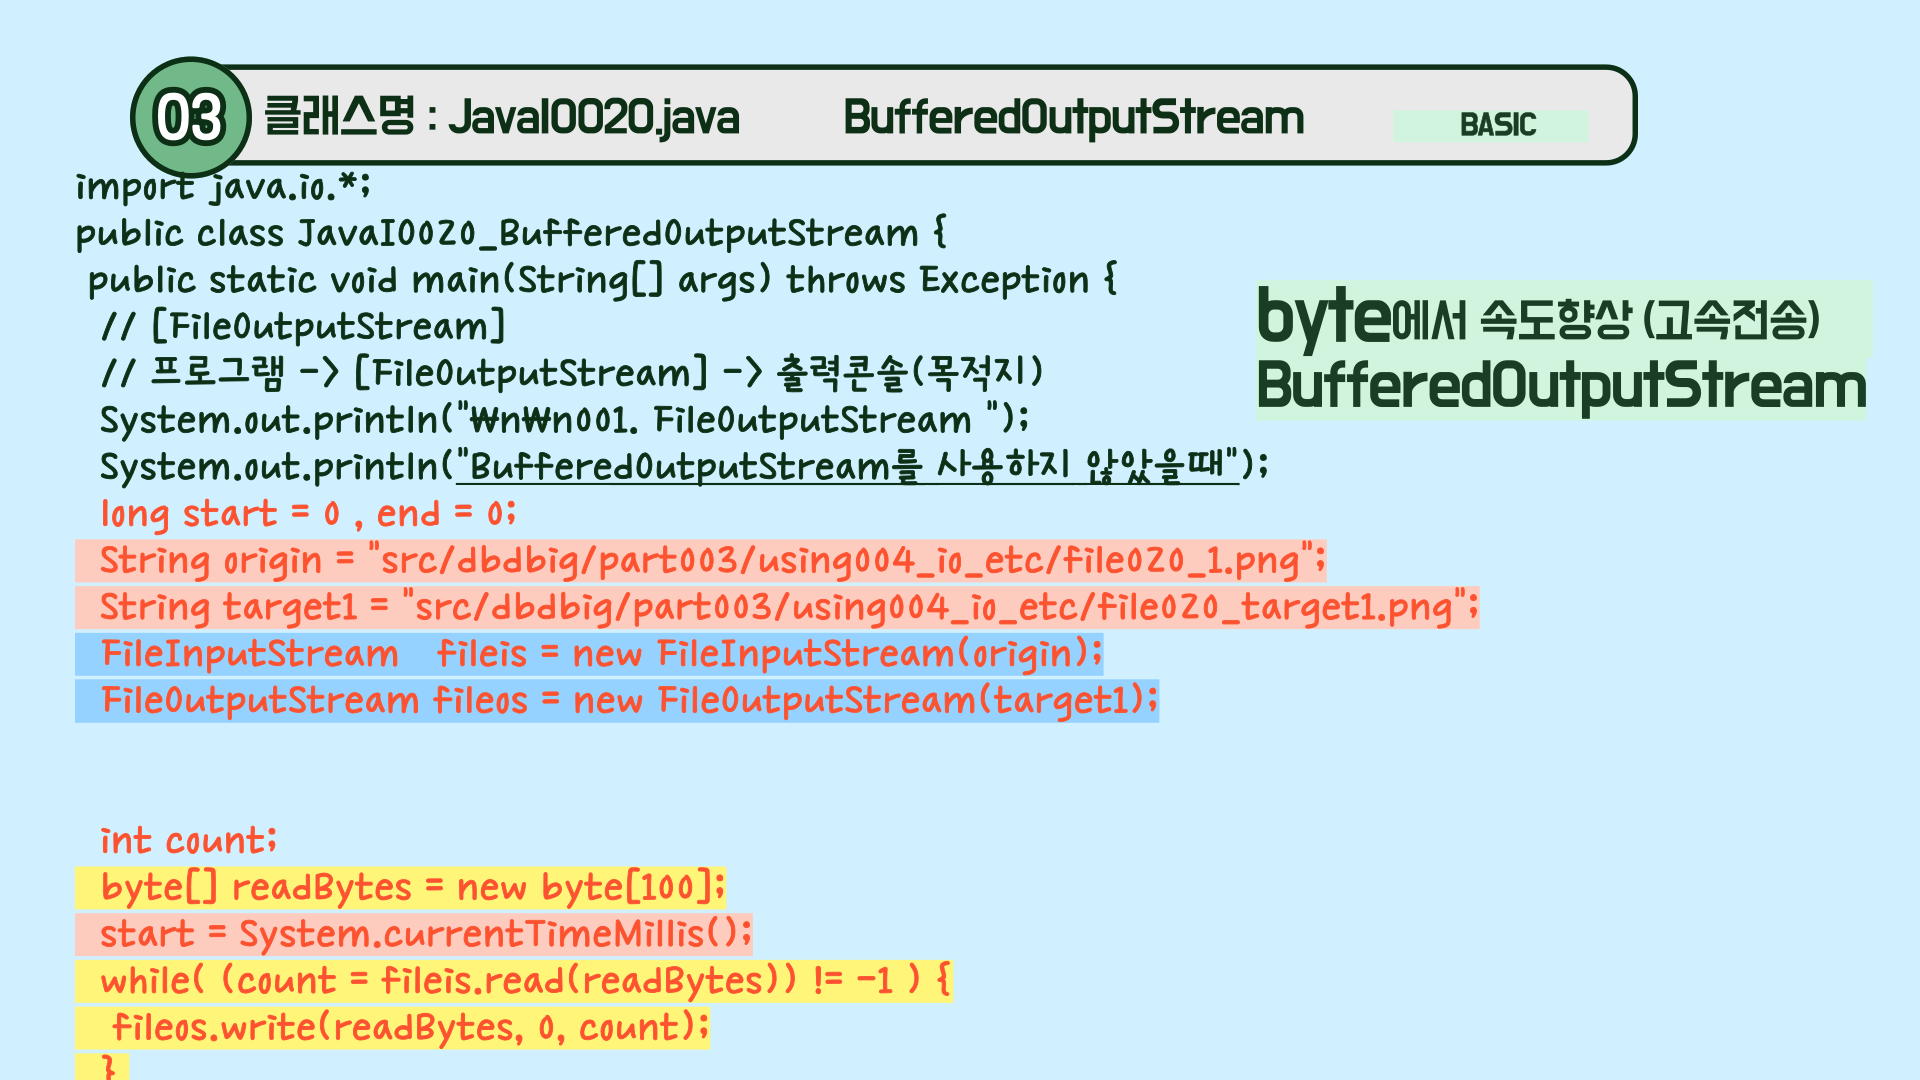 03 클래스명 : JavaIO020.java BufferedOutputStream BASIC
import java.io.*;
public class JavaIO020_BufferedOutputStream {
public static void main(String[] args) throws Exception {
// [FileOutputStream]
// 프로그램 -> [FileOutputStream] -> 출력콘솔(목적지)
System.out.println("₩n₩n001. FileOutputStream ");
System.out.println("BufferedOutputStream를 사용하지 않았을때");
long start = 0 , end = 0;
String origin = "src/dbdbig/part003/using004_io_etc/file020_1.png";
String target1 = "src/dbdbig/part003/using004_io_etc/file020_target1.png";
FileInputStream fileis = new FileInputStream(origin);
FileOutputStream fileos = new FileOutputStream(target1);
int count;
byte[] readBytes = new byte[100];
start = System.currentTimeMillis();
while( (count = fileis.read(readBytes)) != -1 ) {
fileos.write(readBytes, 0, count);
}
byte에서 속도향상 (고속전송)
BufferedOutputStream